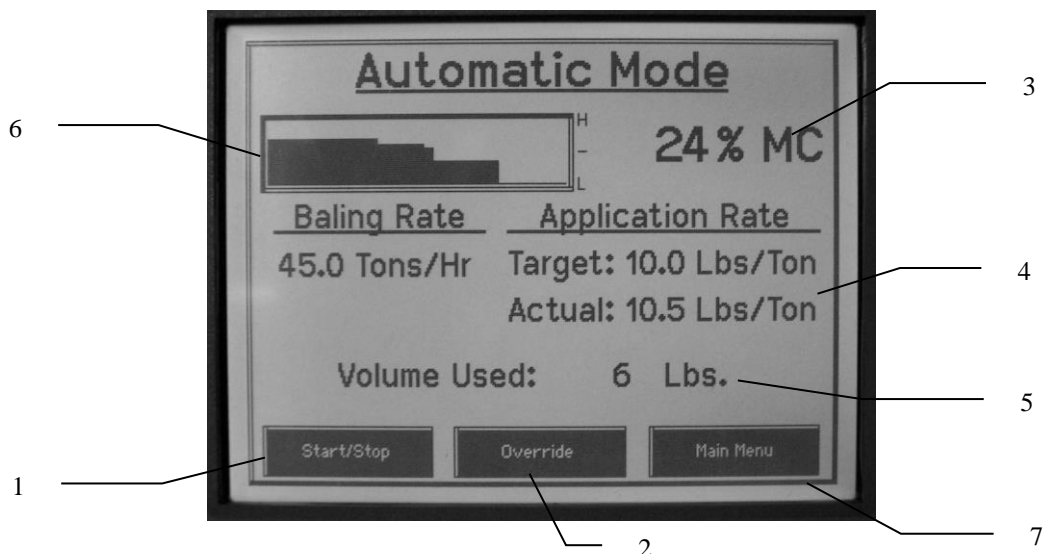 Automatic Mode
3
6
H
-
L
24% MC
Baling Rate
Application Rate
45.0 Tons/Hr
Target: 10.0 Lbs/Ton
4
Actual: 10.5 Lbs/Ton
Volume Used: 6 Lbs.
5
Start/Stop
Override
Main Menu
1
2
7